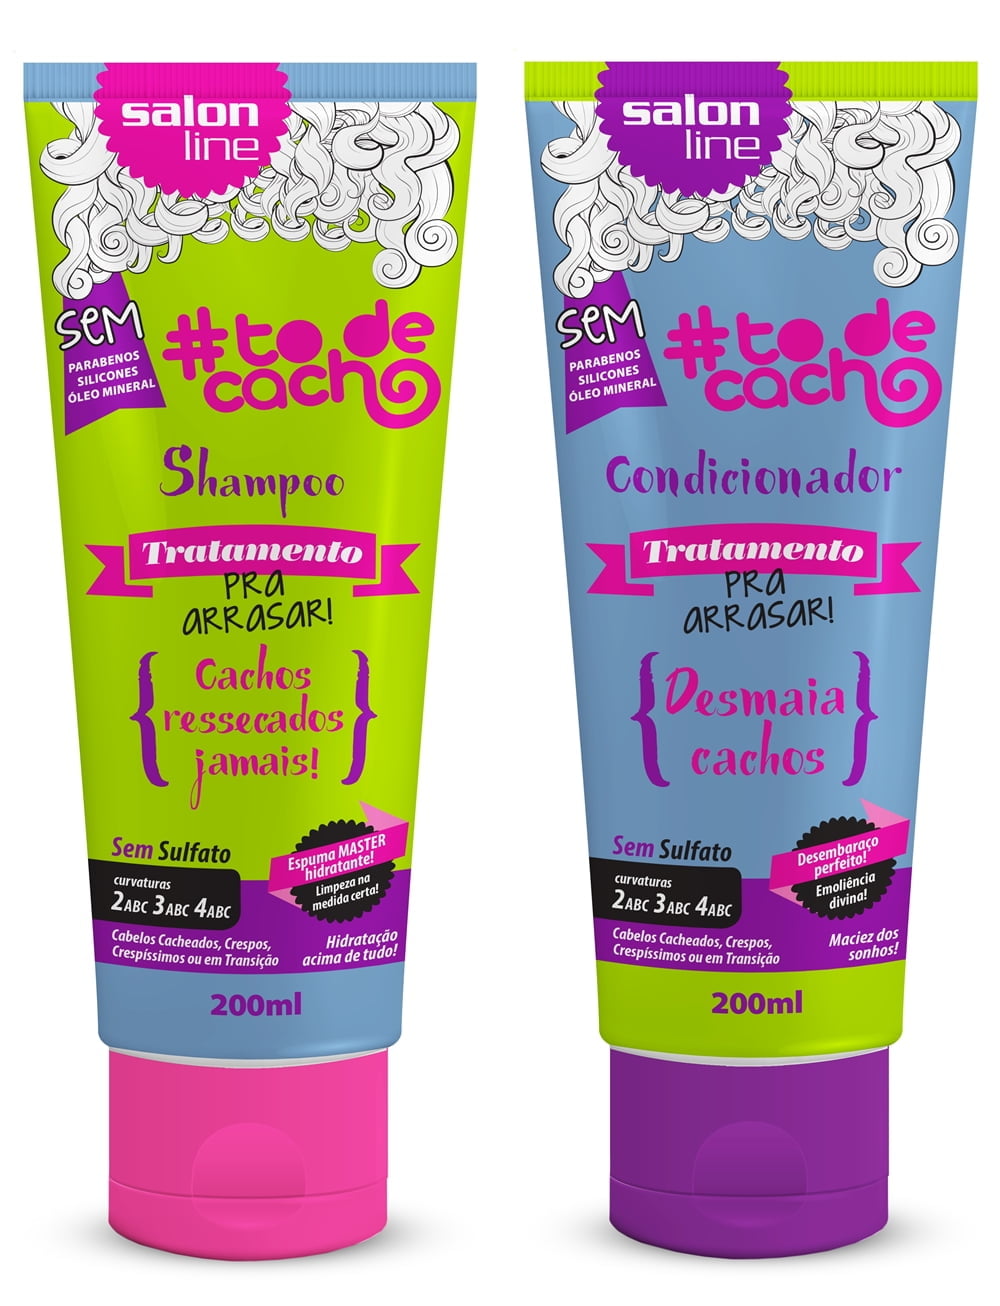 salon
line
SEM
PARABENOS
SILICONES
ÓLEO MINERAL
#to de
cacho
Shampoo
Tratamento
PRA
ARRASAR!
{Cachos
ressecados
jamais!}
Sem Sulfato
curvaturas
2ABC 3ABC 4ABC
Espuma MASTER
hidratante!
Limpeza na
medida certa!
Cabelos Cacheados, Crespos,
Crespíssimos ou em Transição
Hidratação
acima de tudo!
200ml
salon
line
SEM
PARABENOS
SILICONES
ÓLEO MINERAL
#to de
cacho
Condicionador
Tratamento
PRA
ARRASAR!
{Desmaia
cachos}
Sem Sulfato
curvaturas
2ABC 3ABC 4ABC
Desembaraço
perfeito!
Emoliência
divina!
Cabelos Cacheados, Crespos,
Crespíssimos ou em Transição
Maciez dos
sonhos!
200ml